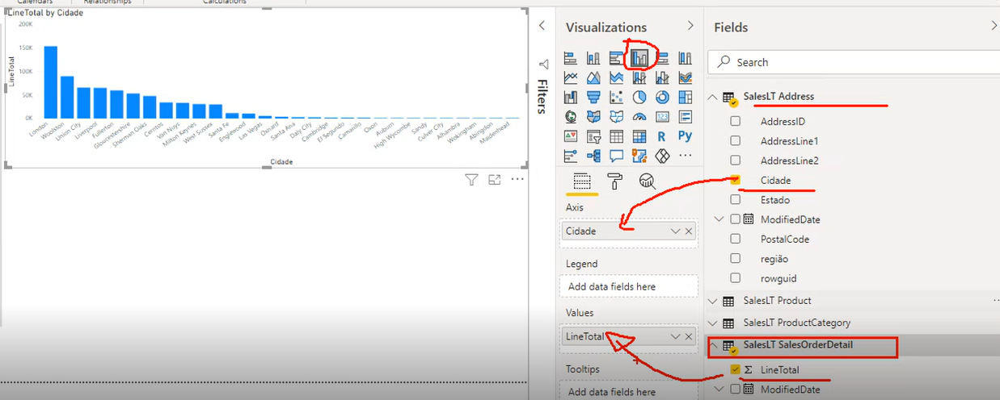 Calendars Relationships Calculations
LineTotal by Cidade
200K
150K
100K
50K
0K
LineTotal
London Woolston Union City Liverpool Fullerton Gloucestershire Sherman Oaks Cerritos Van Nuys Milton Keynes West Sussex Santa Fe Englewood Las Vegas Oxnard Santa Ana Daly City Cambridge El Segundo Camarillo Oxon Auburn High Wycombe Alhambra Sandy Culver City Wokingham Abingdon Maidenhead
Cidade
Filters
Visualizations
R Py
123
Axis
Cidade
Legend
Add data fields here
Values
LineTotal
Tooltips
Add data fields here
Fields
Search
SalesLT Address
AddressID
AddressLine1
AddressLine2
Cidade
Estado
ModifiedDate
PostalCode
região
rowguid
SalesLT Product
SalesLT ProductCategory
SalesLT SalesOrderDetail
Σ LineTotal
ModifiedDate